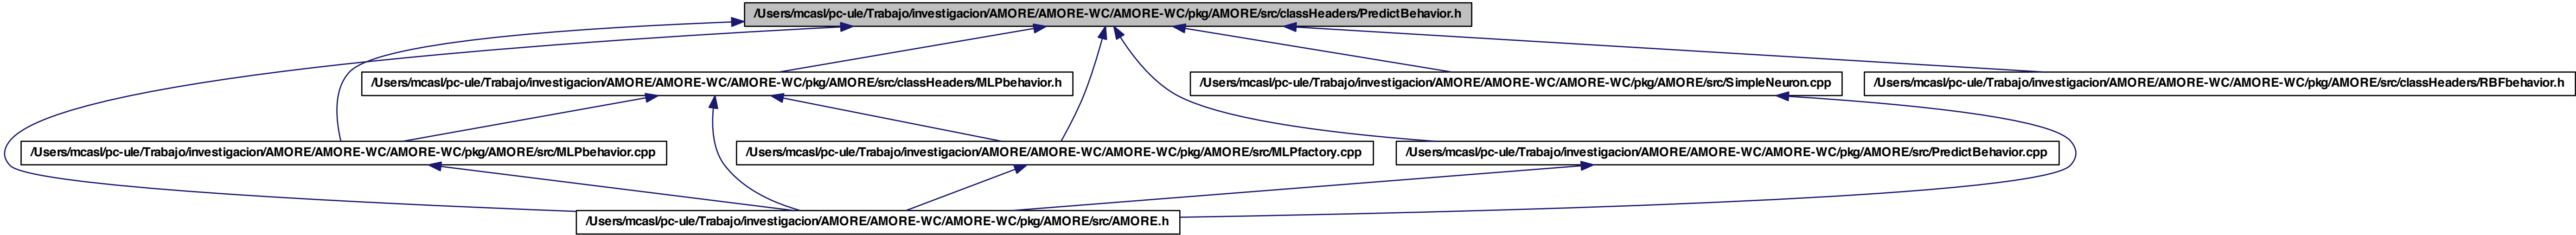 /Users/mcasl/pc-ule/Trabajo/investigacion/AMORE/AMORE-WC/AMORE-WC/pkg/AMORE/src/classHeaders/PredictBehavior.h
/Users/mcasl/pc-ule/Trabajo/investigacion/AMORE/AMORE-WC/AMORE-WC/pkg/AMORE/src/classHeaders/MLPbehavior.h
/Users/mcasl/pc-ule/Trabajo/investigacion/AMORE/AMORE-WC/AMORE-WC/pkg/AMORE/src/SimpleNeuron.cpp
/Users/mcasl/pc-ule/Trabajo/investigacion/AMORE/AMORE-WC/AMORE-WC/pkg/AMORE/src/classHeaders/RBFbehavior.h
/Users/mcasl/pc-ule/Trabajo/investigacion/AMORE/AMORE-WC/AMORE-WC/pkg/AMORE/src/MLPbehavior.cpp
/Users/mcasl/pc-ule/Trabajo/investigacion/AMORE/AMORE-WC/AMORE-WC/pkg/AMORE/src/MLPfactory.cpp
/Users/mcasl/pc-ule/Trabajo/investigacion/AMORE/AMORE-WC/AMORE-WC/pkg/AMORE/src/PredictBehavior.cpp
/Users/mcasl/pc-ule/Trabajo/investigacion/AMORE/AMORE-WC/AMORE-WC/pkg/AMORE/src/AMORE.h